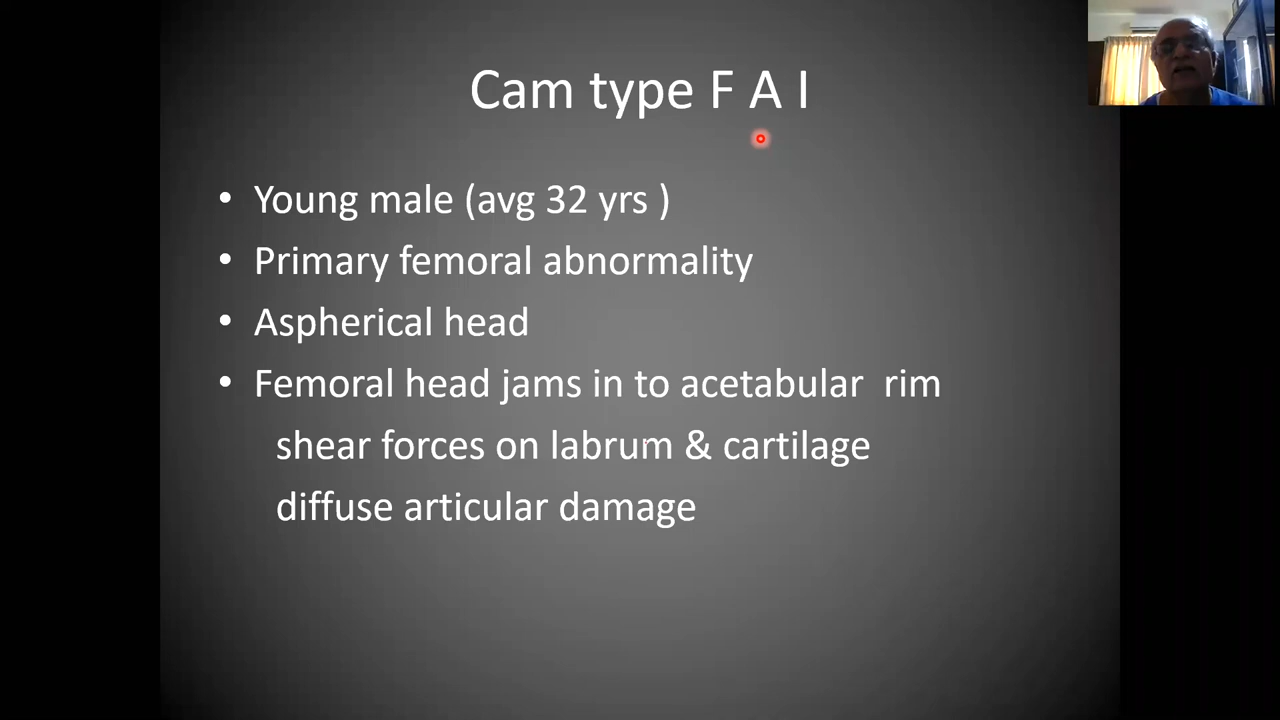 Cam type F A I
• Young male (avg 32 yrs )
• Primary femoral abnormality
• Aspherical head
• Femoral head jams in to acetabular  rim
shear forces on labrum & cartilage
diffuse articular damage